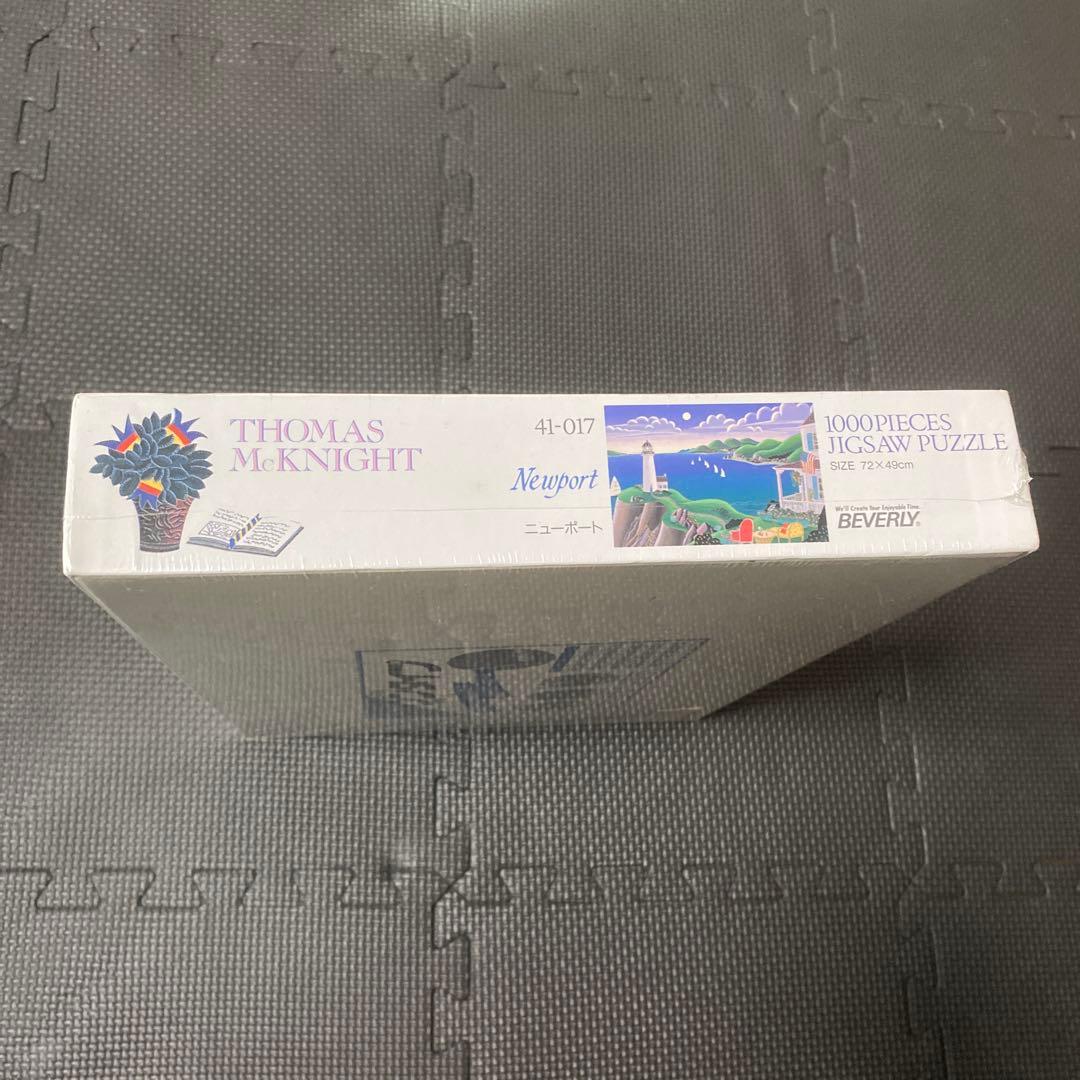 THOMAS
McKNIGHT
41-017
Newport
ニューポート
1000 PIECES
JIGSAW PUZZLE
SIZE 72×49cm
We'll Create Your Enjoyable Time.
BEVERLY®